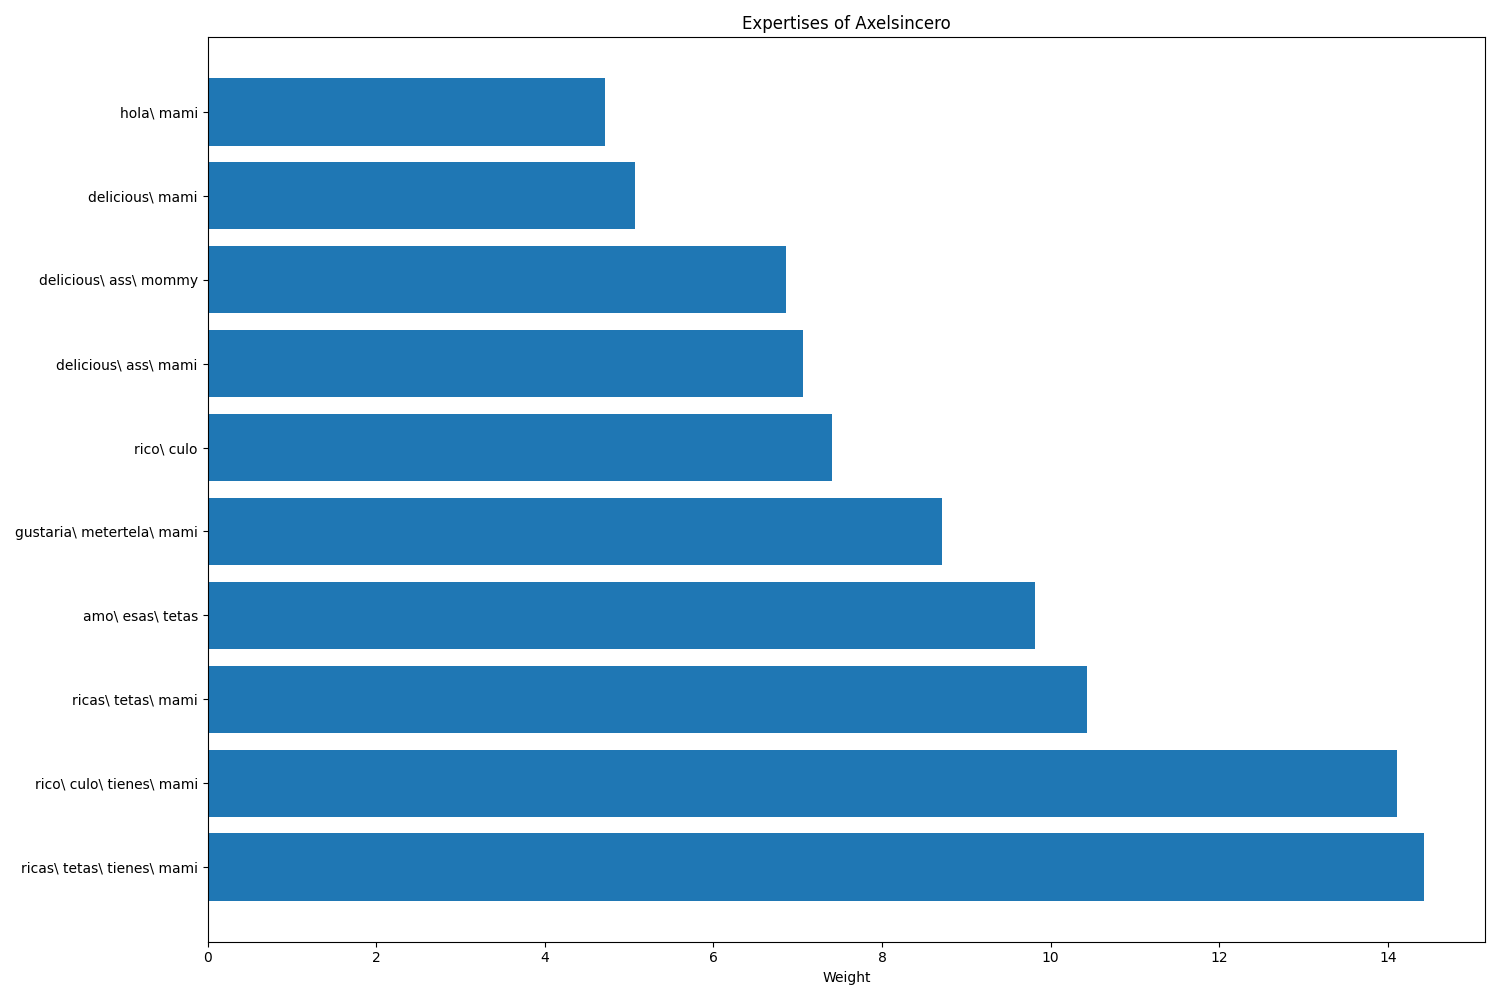 Expertises of Axelsincero
hola\ mami
delicious\ mami
delicious\ ass\ mommy
delicious\ ass\ mami
rico\ culo
gustaria\ metertela\ mami
amo\ esas\ tetas
ricas\ tetas\ mami
rico\ culo\ tienes\ mami
ricas\ tetas\ tienes\ mami
0 2 4 6 8 10 12 14
Weight